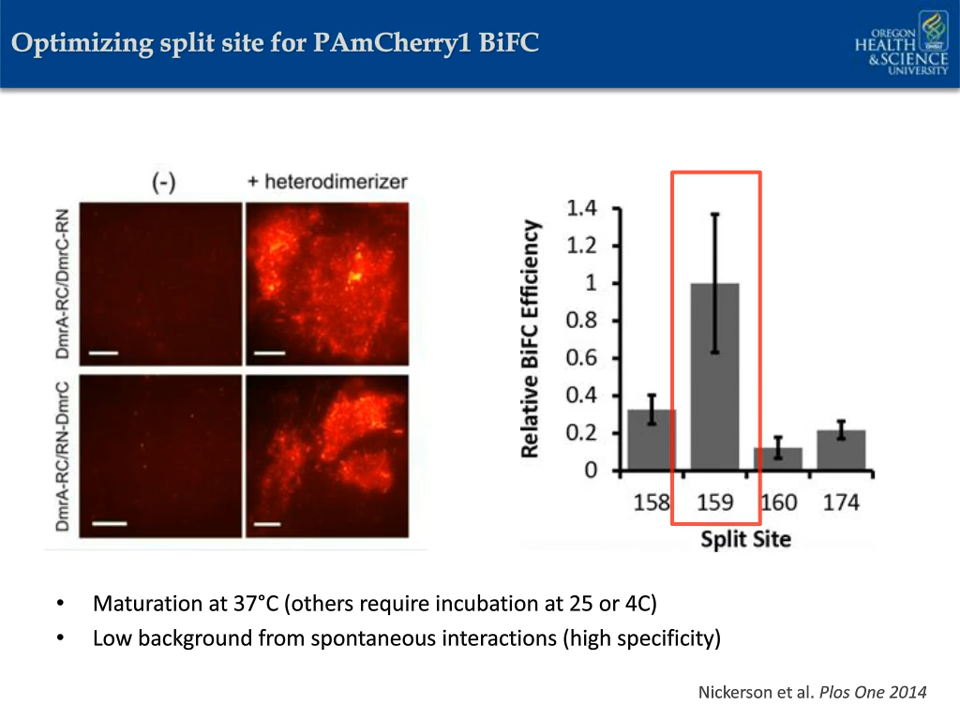 Optimizing split site for PAmCherry1 BiFC
OREGON
HEALTH
&SCIENCE
UNIVERSITY
(-)
+ heterodimerizer
DmrA-RC/DmrC-RN
DmrA-RC/RN-DmrC
Relative BiFC Efficiency
1.4
1.2
1
0.8
0.6
0.4
0.2
0
158
159
160
174
Split Site
• Maturation at 37°C (others require incubation at 25 or 4C)
• Low background from spontaneous interactions (high specificity)
Nickerson et al. Plos One 2014